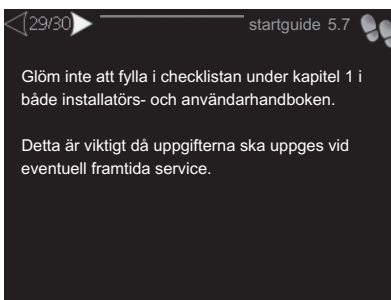 29/30
startguide 5.7
Glöm inte att fylla i checklistan under kapitel 1 i
både installatörs- och användarhandboken.
Detta är viktigt då uppgifterna ska uppges vid
eventuell framtida service.